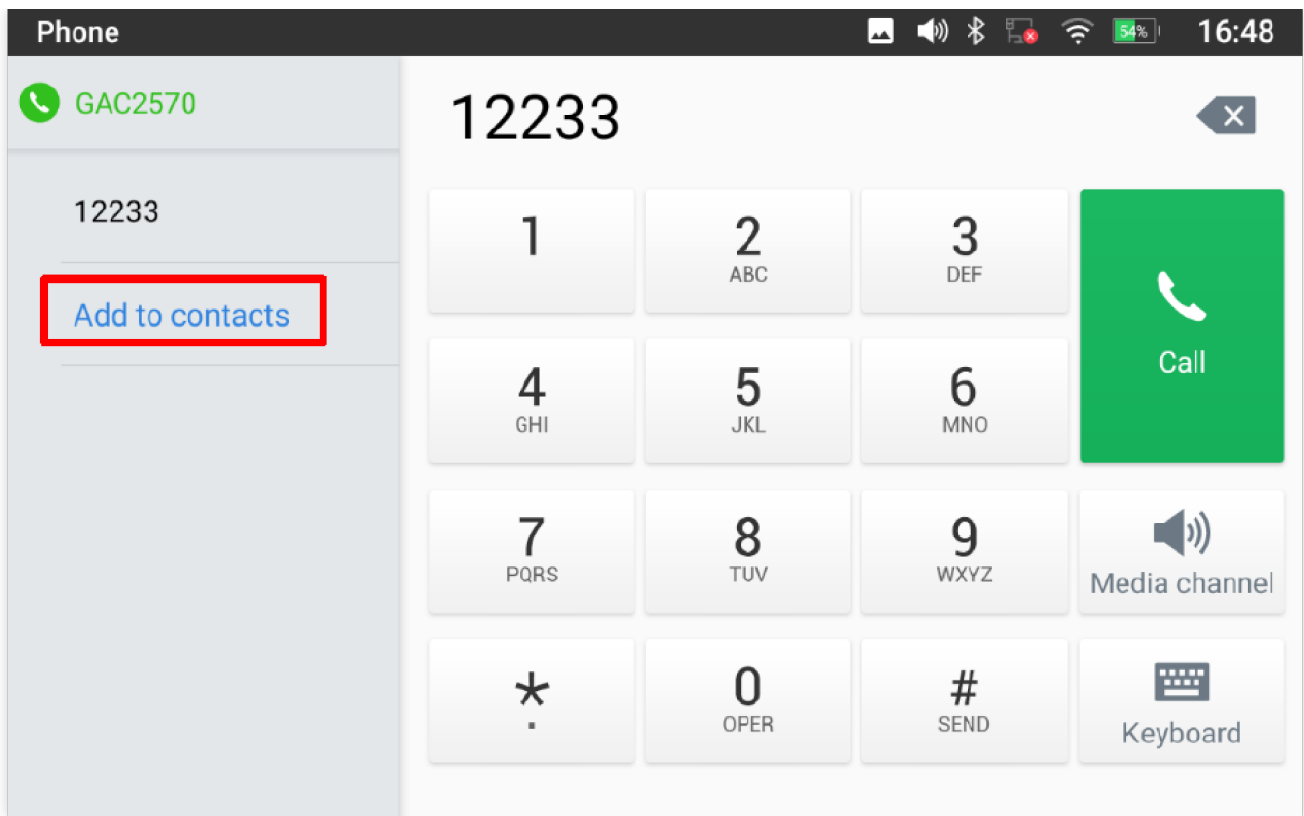 Phone
54%
16:48
GAC2570
12233
Add to contacts
12233
1
2
ABC
3
DEF
Call
4
GHI
5
JKL
6
MNO
7
PQRS
8
TUV
9
WXYZ
Media channel
*
.
0
OPER
#
SEND
Keyboard